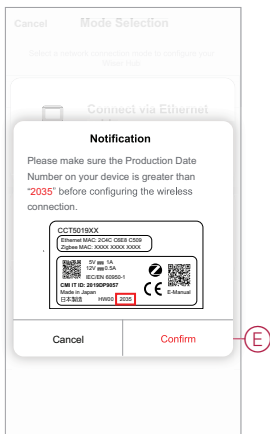 Cancel Mode Selection
Select a network connection mode to configure your
Wiser Hub
Connect via Ethernet
Notification
Please make sure the Production Date
Number on your device is greater than
“2035” before configuring the wireless
connection.
CCT5019XX
Ethernet MAC: 2C4C C6E8 C509
Zigbee MAC: XXXX XXXX XXXX
5V 1A
12V 0.5A
IEC/EN 60950-1
CMI IT ID: 2019DP9057
Made in Japan
日本製造 HW00 2035
E-Manual
Cancel Confirm
E